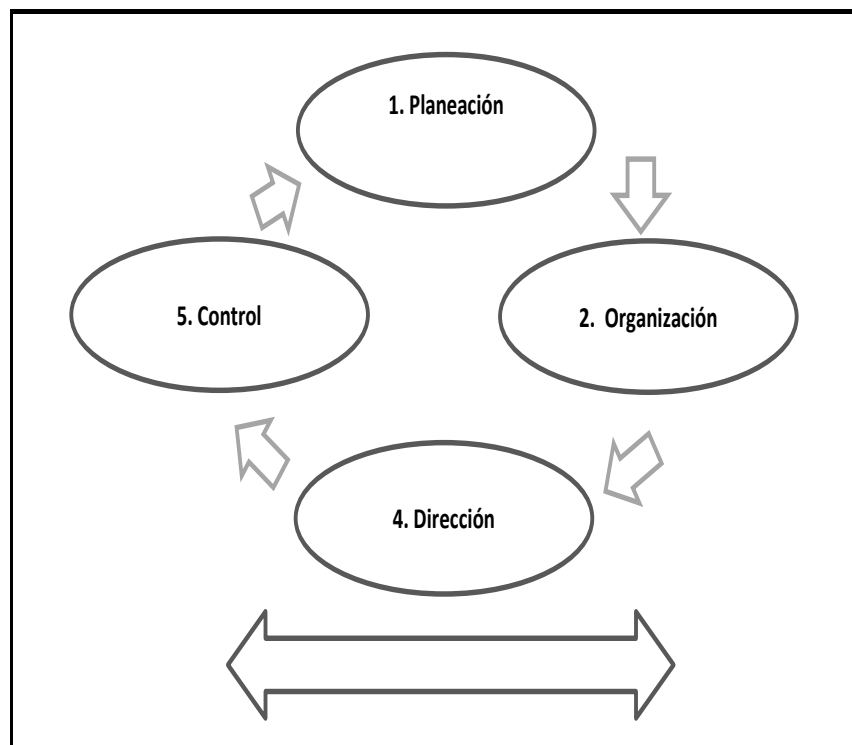 1. Planeación
2. Organización
4. Dirección
5. Control